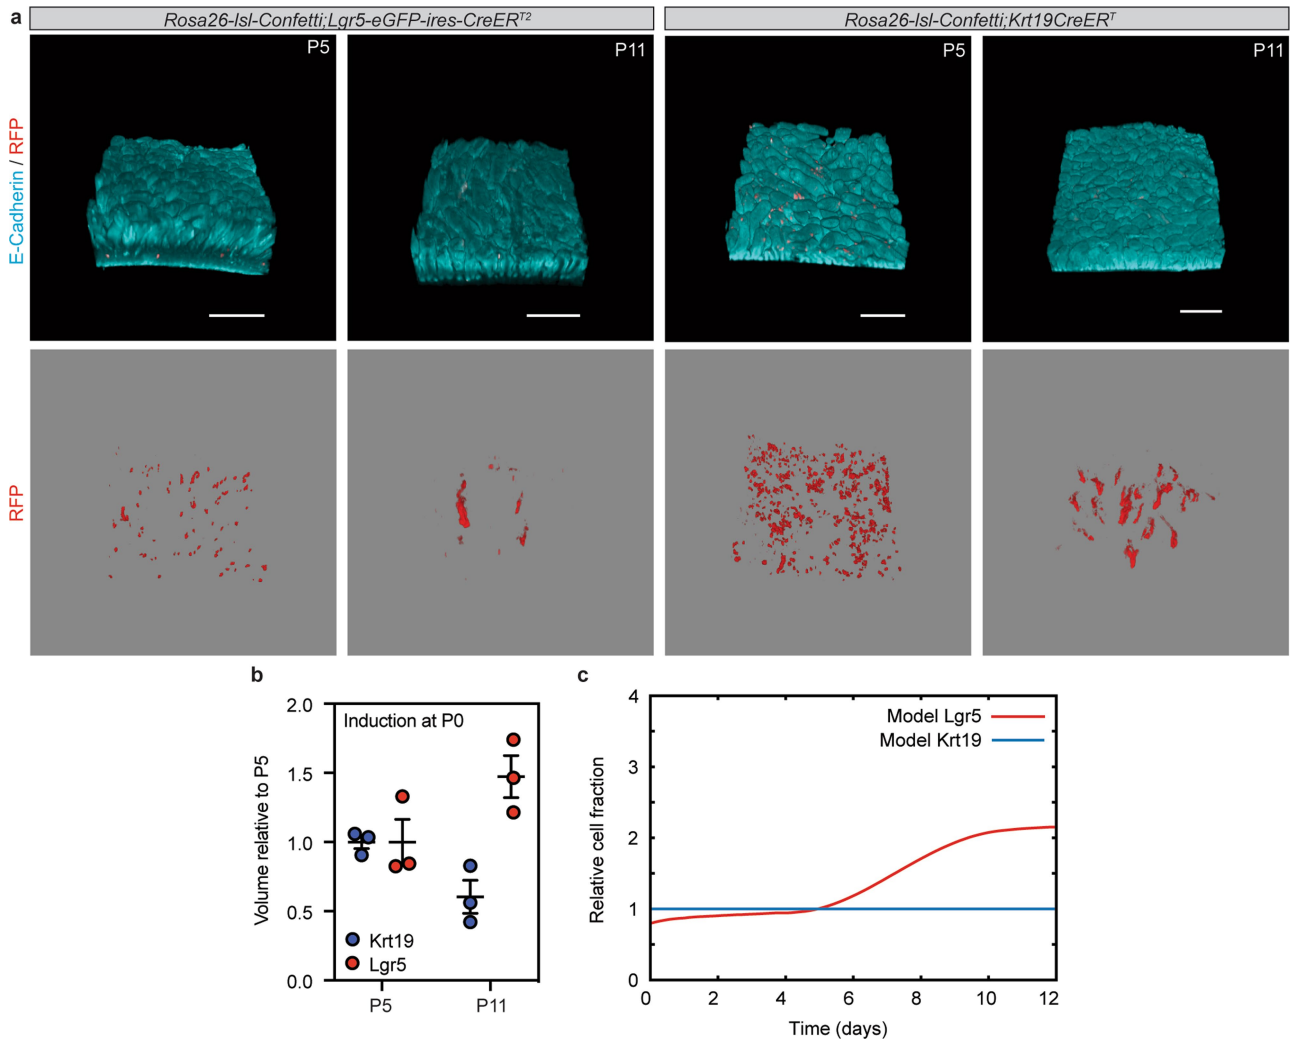 a
Rosa26-lsl-Confetti;Lgr5-eGFP-ires-CreERT2
Rosa26-lsl-Confetti;Krt19CreERT
E-Cadherin / RFP
P5
P11
P5
P11
RFP
b
Volume relative to P5
2.0
1.5
1.0
0.5
0.0
Induction at P0
Krt19
Lgr5
P5
P11
c
Relative cell fraction
4
3
2
1
0
Model Lgr5
Model Krt19
0 2 4 6 8 10 12
Time (days)